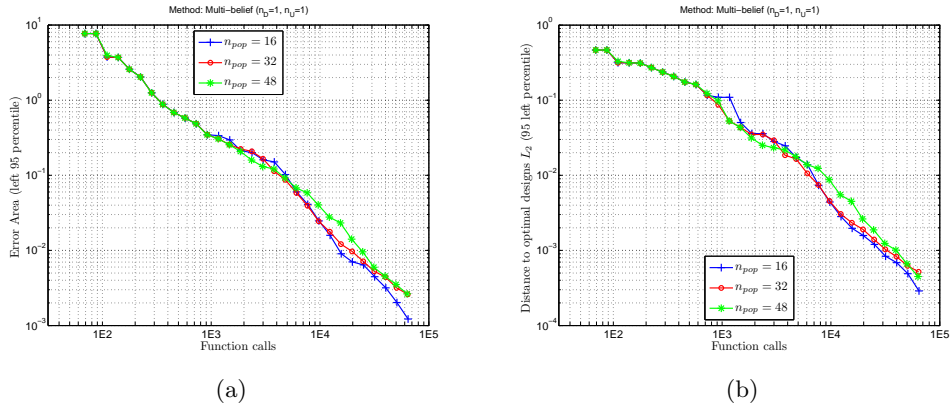 Method: Multi-belief (n_D=1, n_U=1)
Error Area (left 95 percentile)
10^1
10^0
10^-1
10^-2
10^-3
n_pop = 16
n_pop = 32
n_pop = 48
1E2
1E3
1E4
1E5
Function calls
(a)
Method: Multi-belief (n_D=1, n_U=1)
Distance to optimal designs L_2 (95 left percentile)
10^0
10^-1
10^-2
10^-3
10^-4
n_pop = 16
n_pop = 32
n_pop = 48
1E2
1E3
1E4
1E5
Function calls
(b)